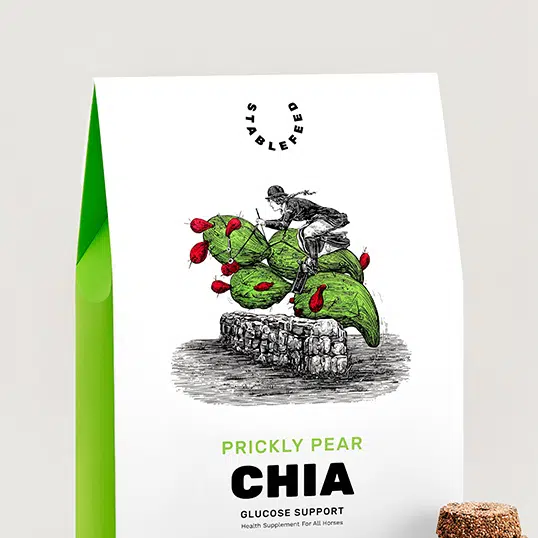 STABLEFEED
PRICKLY PEAR
CHIA
GLUCOSE SUPPORT
Health Supplement For All Horses